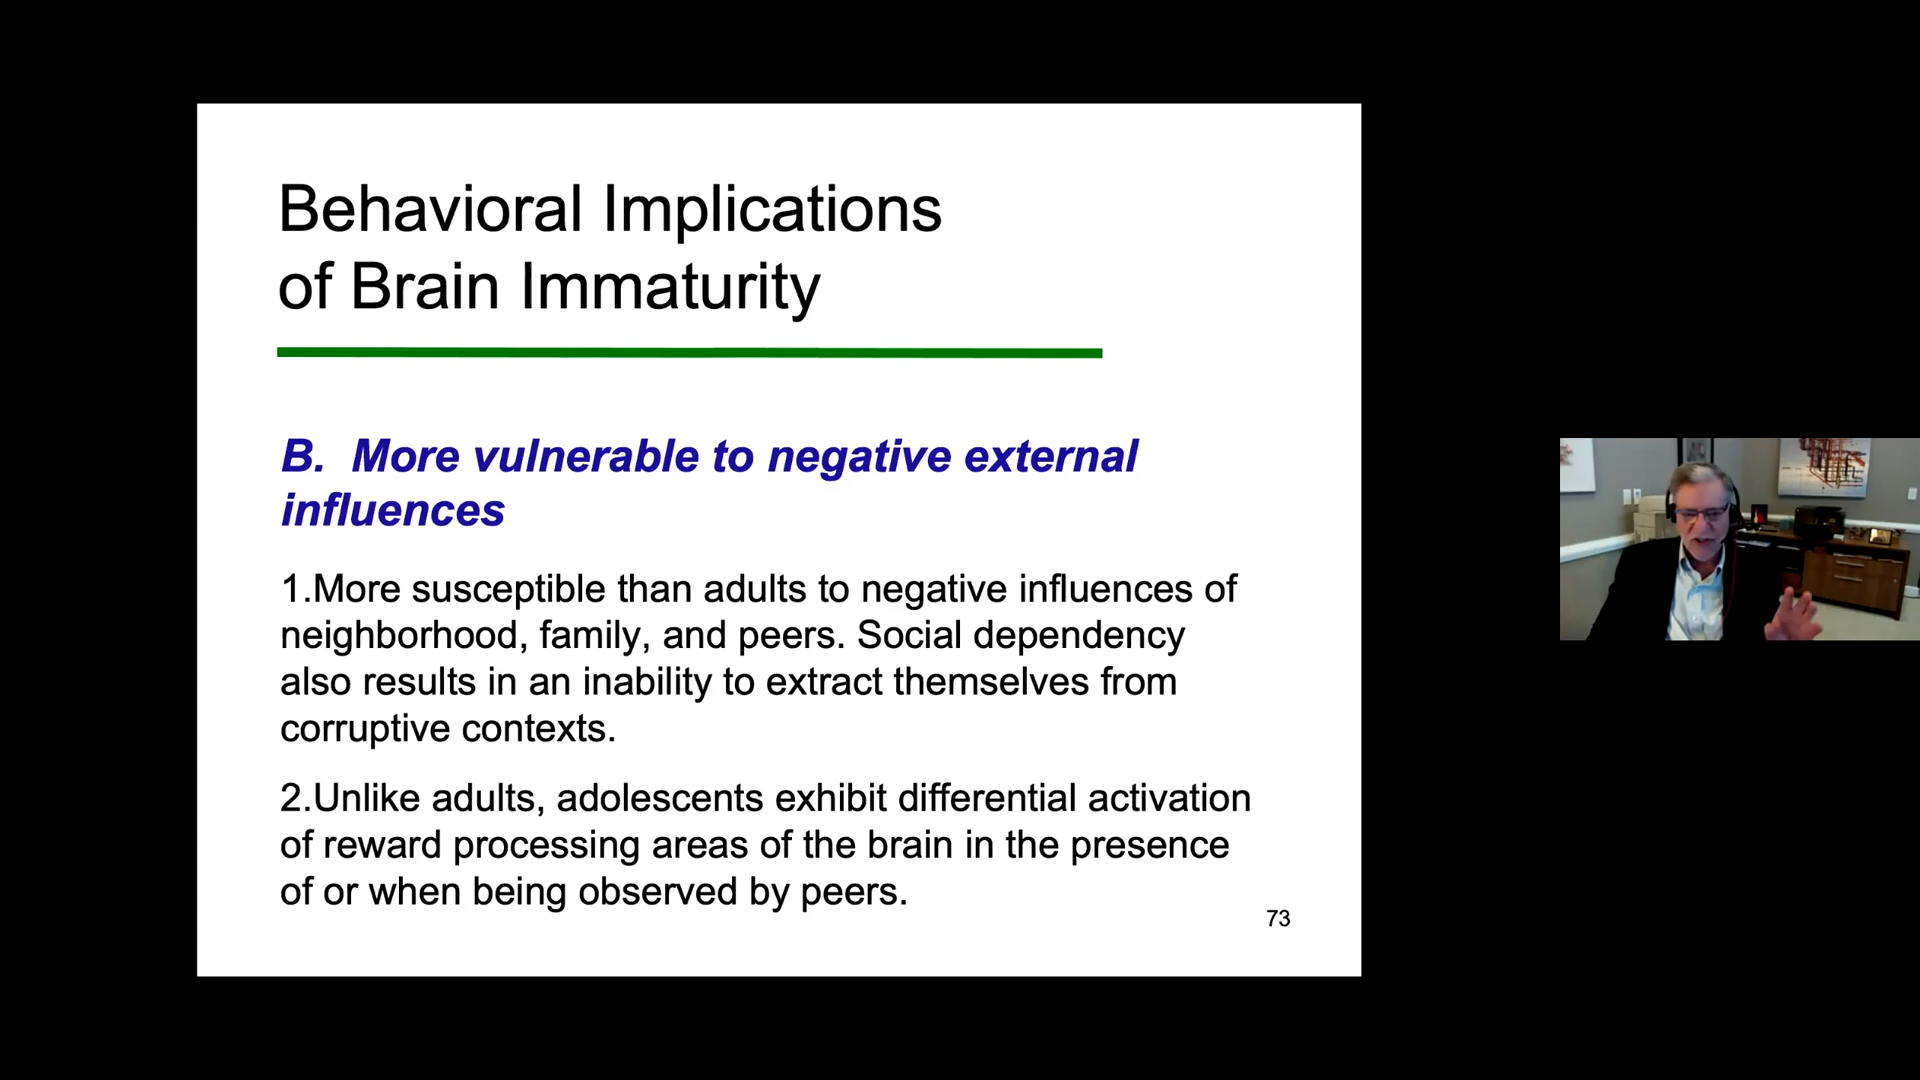 Behavioral Implications
of Brain Immaturity
B. More vulnerable to negative external
influences
1.More susceptible than adults to negative influences of
neighborhood, family, and peers. Social dependency
also results in an inability to extract themselves from
corruptive contexts.
2.Unlike adults, adolescents exhibit differential activation
of reward processing areas of the brain in the presence
of or when being observed by peers.
73